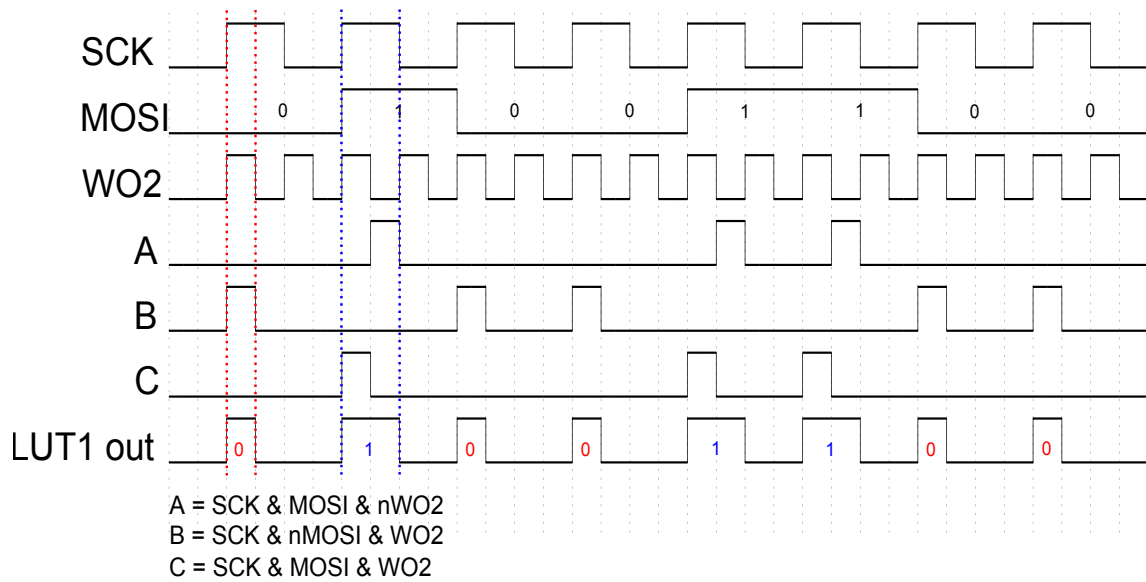 SCK
MOSI 0 1 0 0 1 1 0 0
WO2
A
B
C
LUT1 out 0 1 0 0 1 1 0 0
A = SCK & MOSI & nWO2
B = SCK & nMOSI & WO2
C = SCK & MOSI & WO2